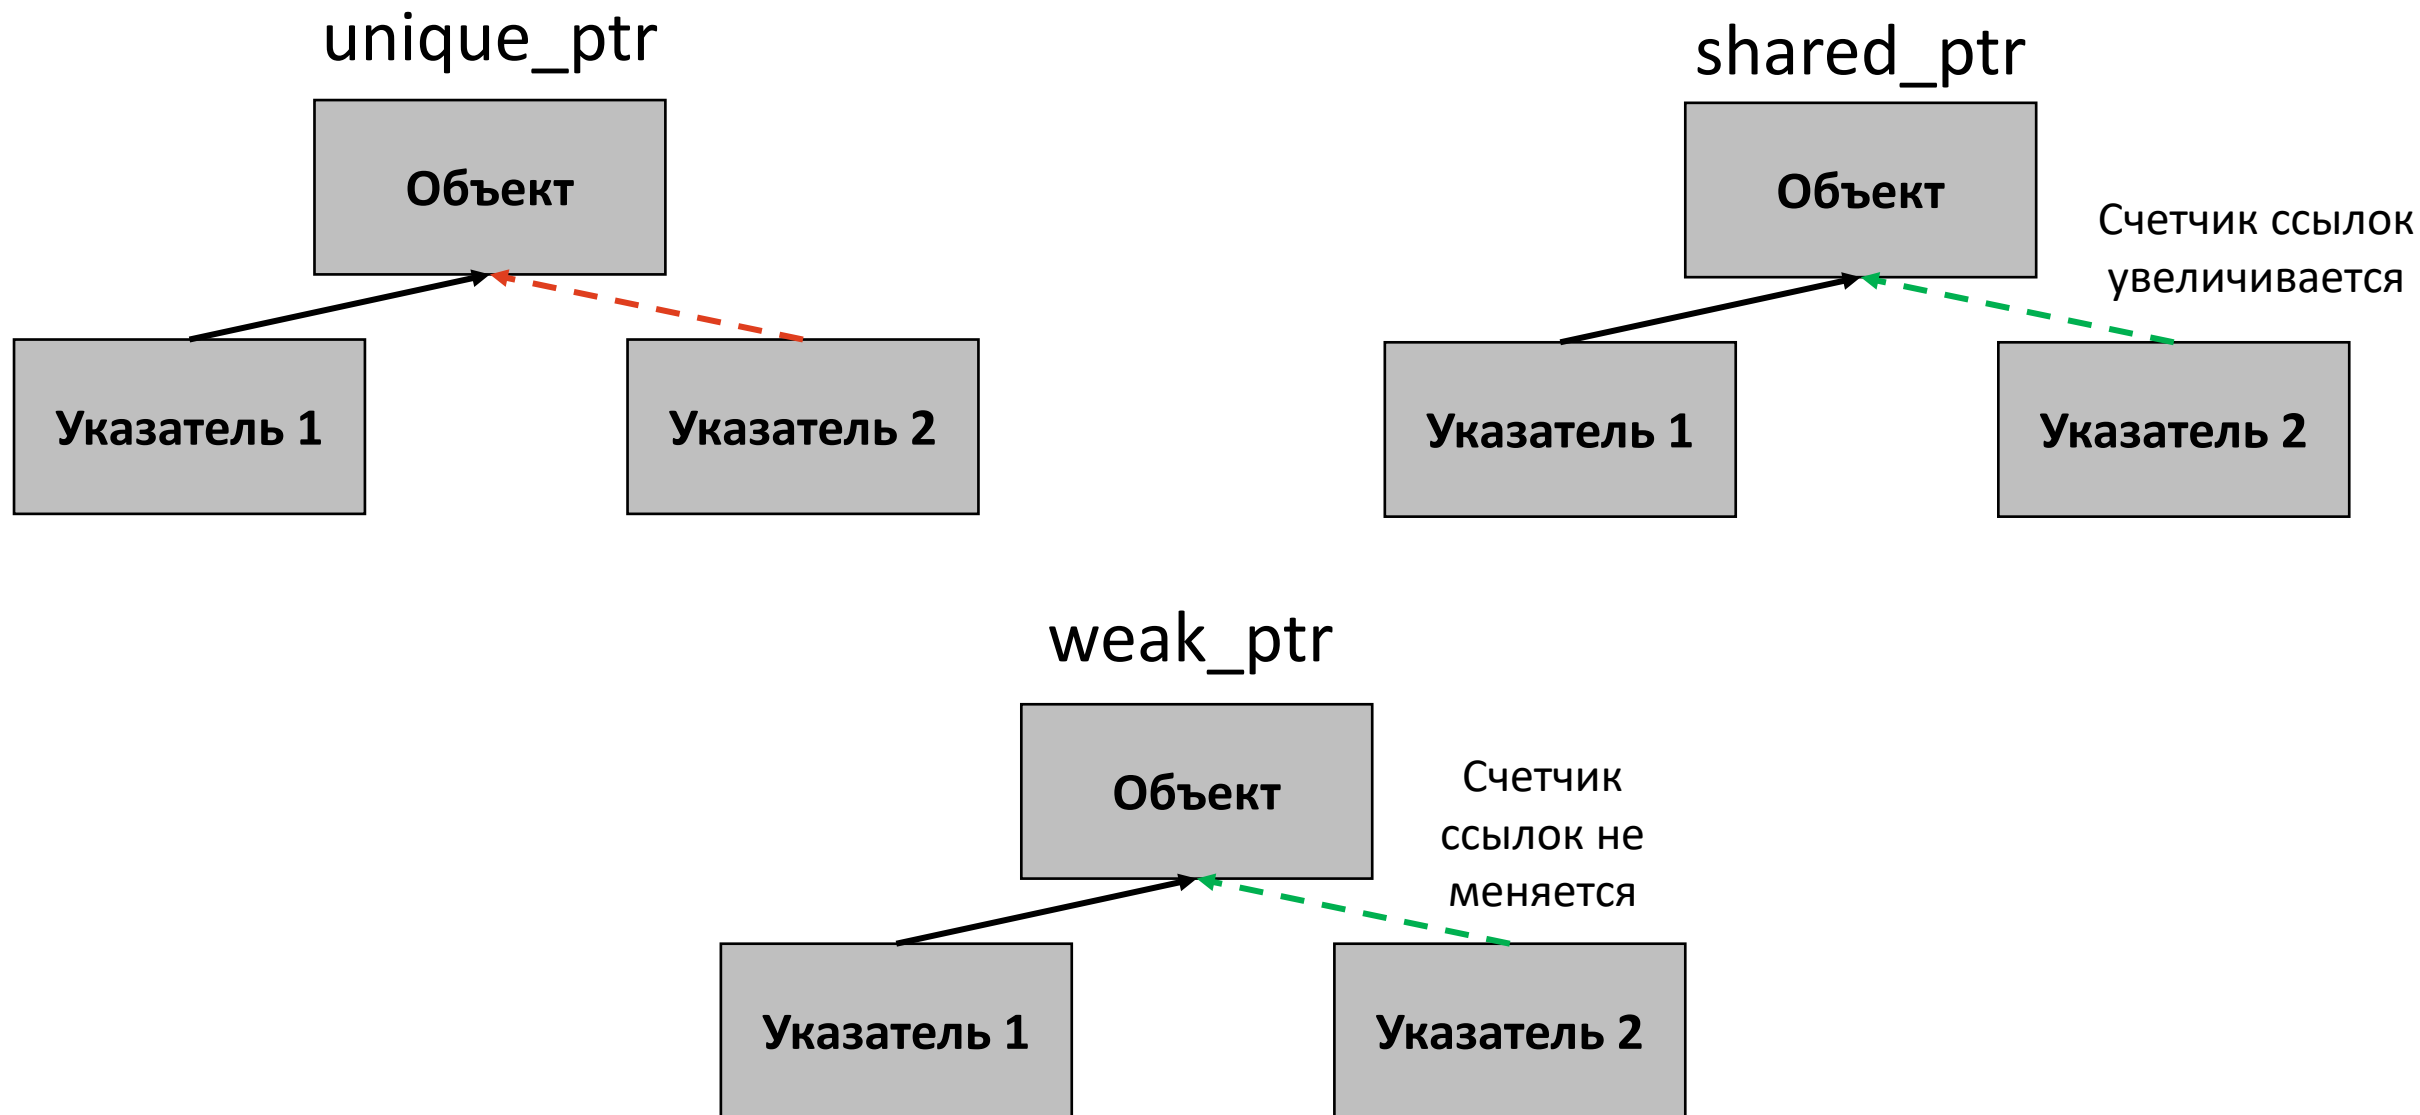 unique_ptr
Объект
Указатель 1
Указатель 2
shared_ptr
Объект
Счетчик ссылок
увеличивается
Указатель 1
Указатель 2
weak_ptr
Объект
Счетчик
ссылок не
меняется
Указатель 1
Указатель 2